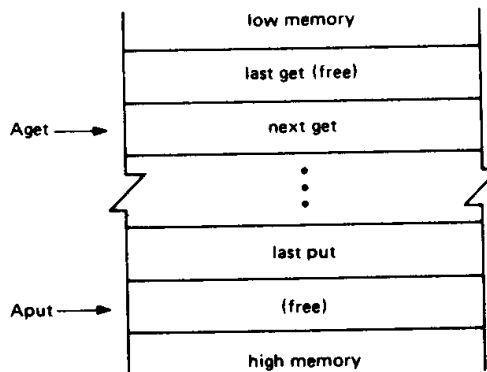 low memory
last get (free)
Aget
next get
last put
Aput
(free)
high memory